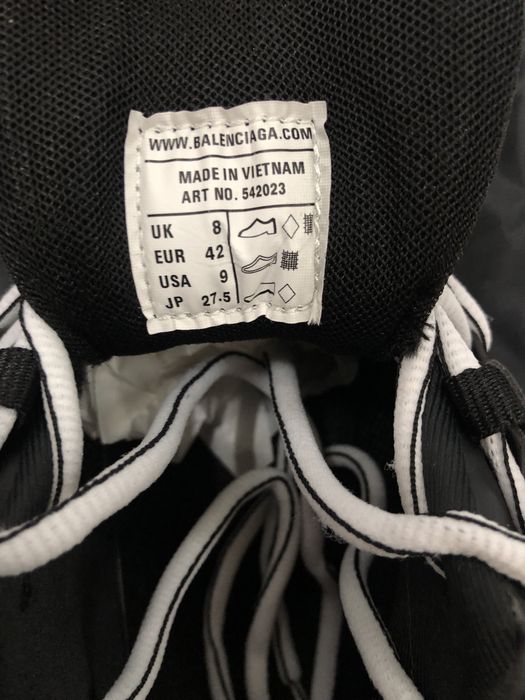 WWW.BALENCIAGA.COM
MADE IN VIETNAM
ART NO. 542023
UK 8
EUR 42
USA 9
JP 27.5